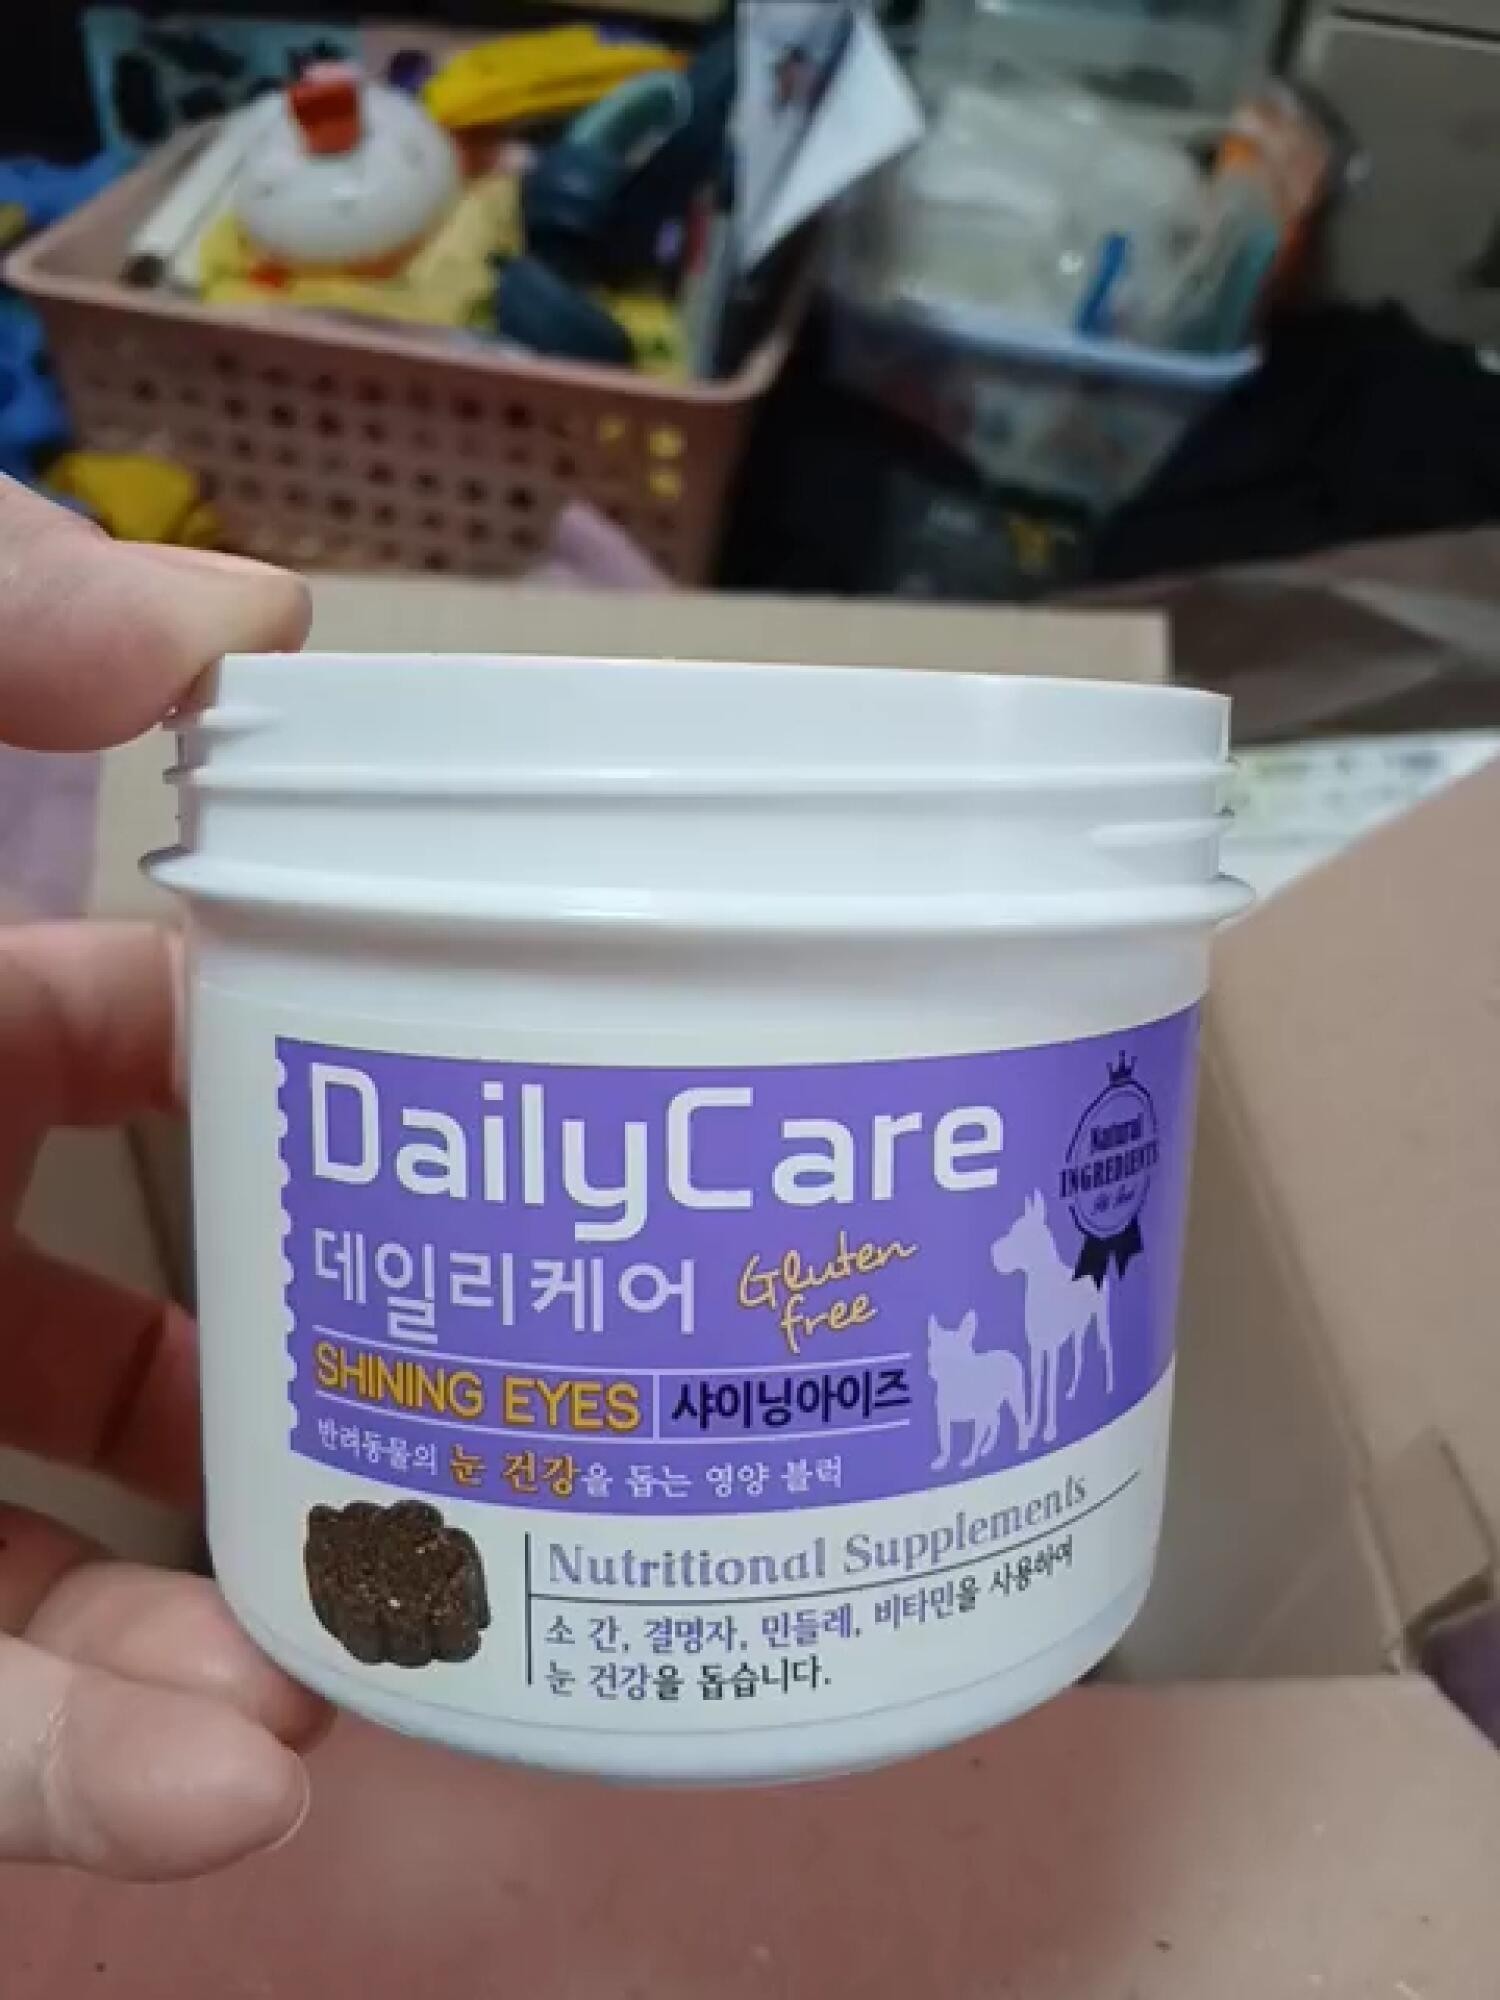 DailyCare
Natural
INGREDIENTS
데일리케어
Gluten
free
SHINING EYES 샤이닝아이즈
반려동물의 눈 건강을 돕는 영양 블럭
Nutritional Supplements
소 간, 결명자, 민들레, 비타민을 사용하여
눈 건강을 돕습니다.